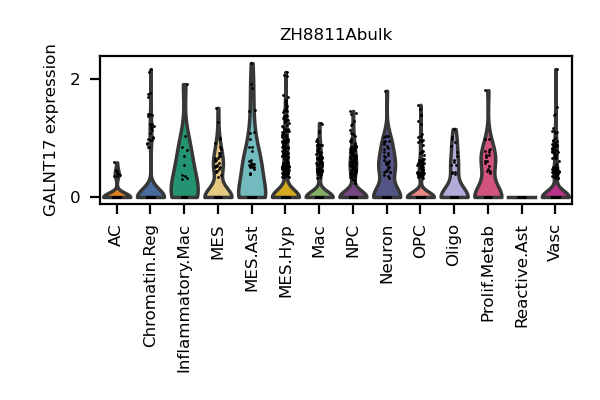 ZH8811Abulk
GALNT17 expression
2
0
AC
Chromatin.Reg
Inflammatory.Mac
MES
MES.Ast
MES.Hyp
Mac
NPC
Neuron
OPC
Oligo
Prolif.Metab
Reactive.Ast
Vasc